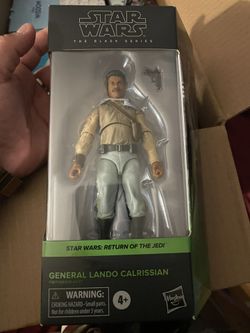 STAR
WARS
THE BLACK SERIES
STAR WARS: RETURN OF THE JEDI
GENERAL LANDO CALRISSIAN
WARNING:
CHOKING HAZARD - Small parts.
Not for children under 3 years.
4+
Hasbro